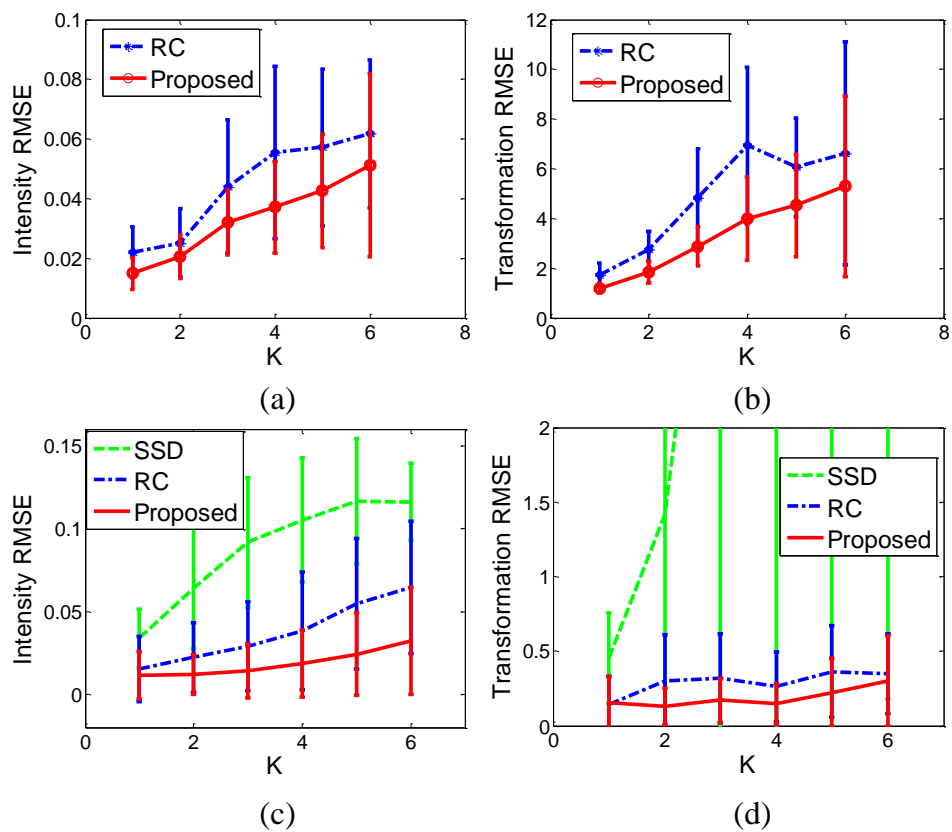 0.1
0.08
0.06
0.04
0.02
0
Intensity RMSE
RC
Proposed
0 2 4 6 8
K
(a)
12
10
8
6
4
2
0
Transformation RMSE
RC
Proposed
0 2 4 6 8
K
(b)
0.15
0.1
0.05
0
Intensity RMSE
SSD
RC
Proposed
0 2 4 6
K
(c)
2
1.5
1
0.5
0
Transformation RMSE
SSD
RC
Proposed
0 2 4 6
K
(d)